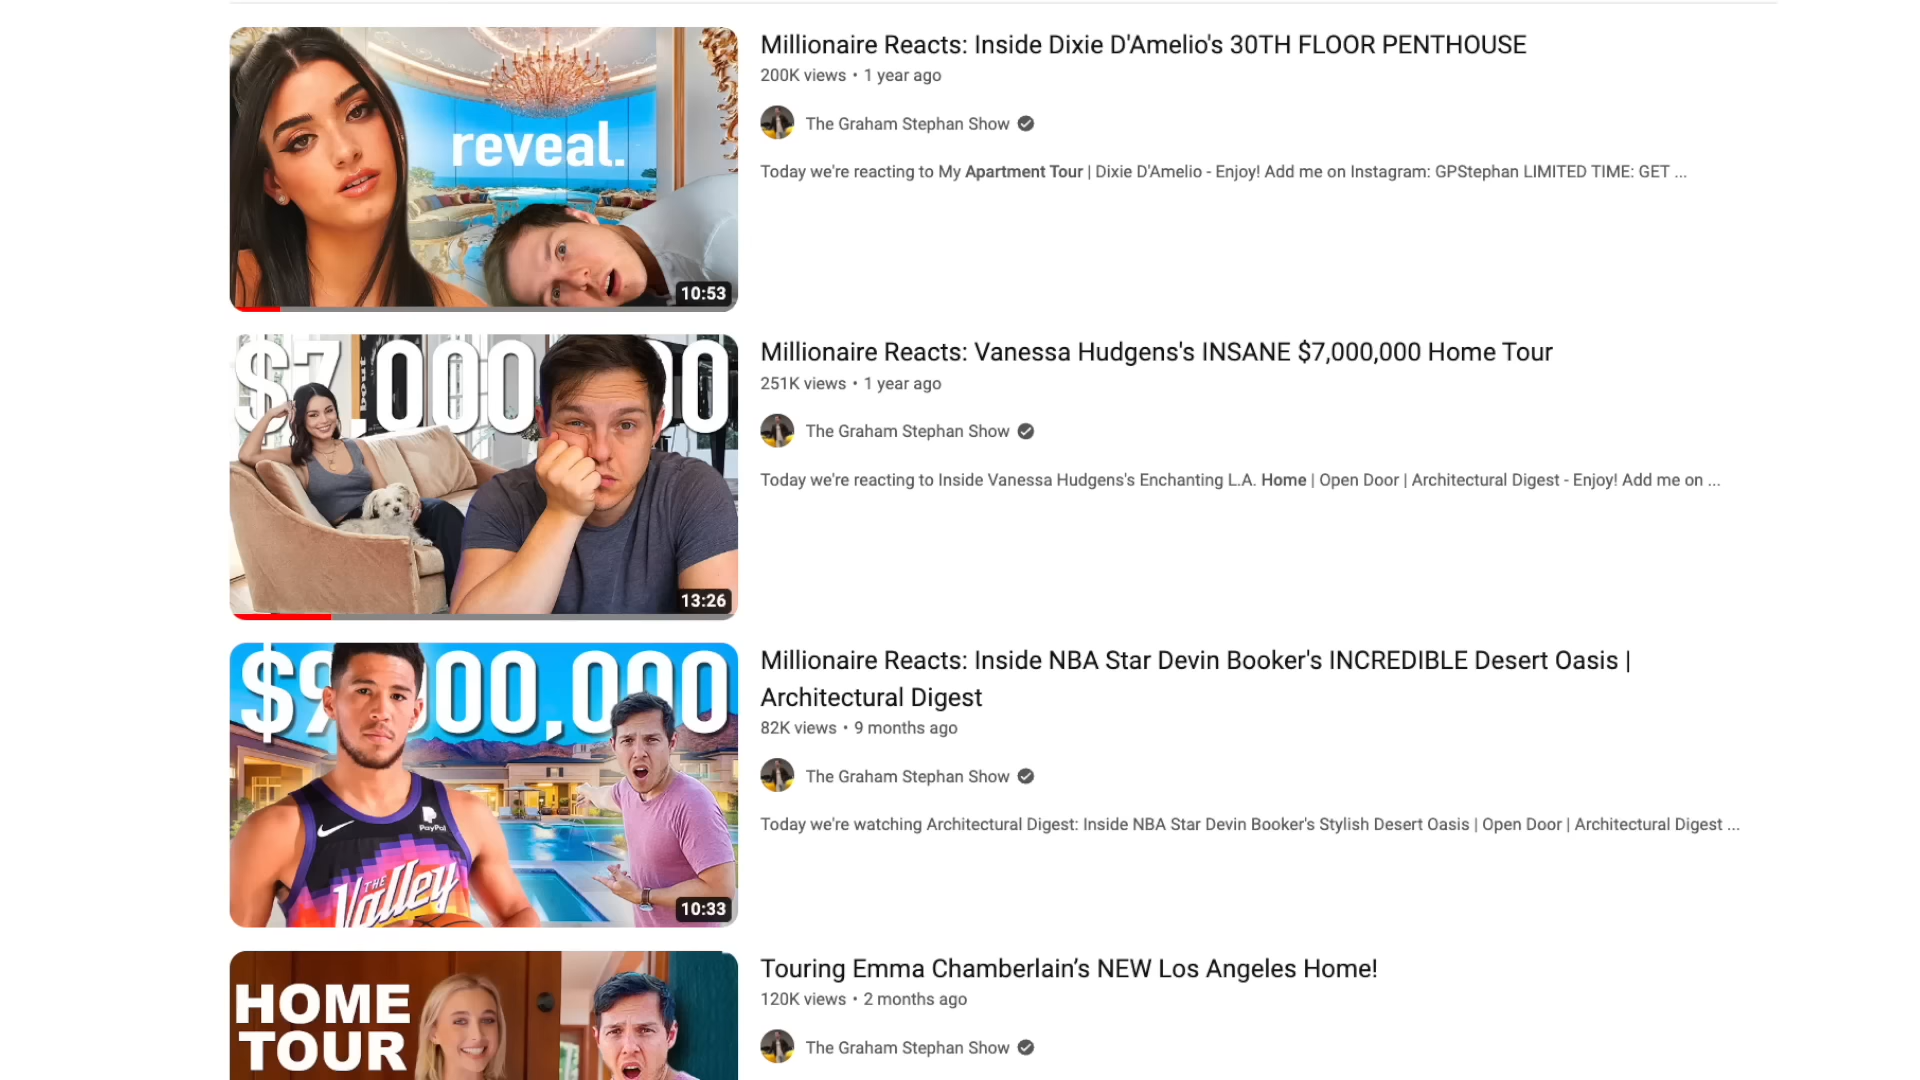 reveal.
10:53
Millionaire Reacts: Inside Dixie D'Amelio's 30TH FLOOR PENTHOUSE
200K views • 1 year ago
The Graham Stephan Show
Today we're reacting to My Apartment Tour | Dixie D'Amelio - Enjoy! Add me on Instagram: GPStephan LIMITED TIME: GET ...
13:26
Millionaire Reacts: Vanessa Hudgens's INSANE $7,000,000 Home Tour
251K views • 1 year ago
The Graham Stephan Show
Today we're reacting to Inside Vanessa Hudgens's Enchanting L.A. Home | Open Door | Architectural Digest - Enjoy! Add me on ...
PayPal
THE
Valley
10:33
Millionaire Reacts: Inside NBA Star Devin Booker's INCREDIBLE Desert Oasis |
Architectural Digest
82K views • 9 months ago
The Graham Stephan Show
Today we're watching Architectural Digest: Inside NBA Star Devin Booker's Stylish Desert Oasis | Open Door | Architectural Digest ...
HOME
TOUR
Touring Emma Chamberlain’s NEW Los Angeles Home!
120K views • 2 months ago
The Graham Stephan Show